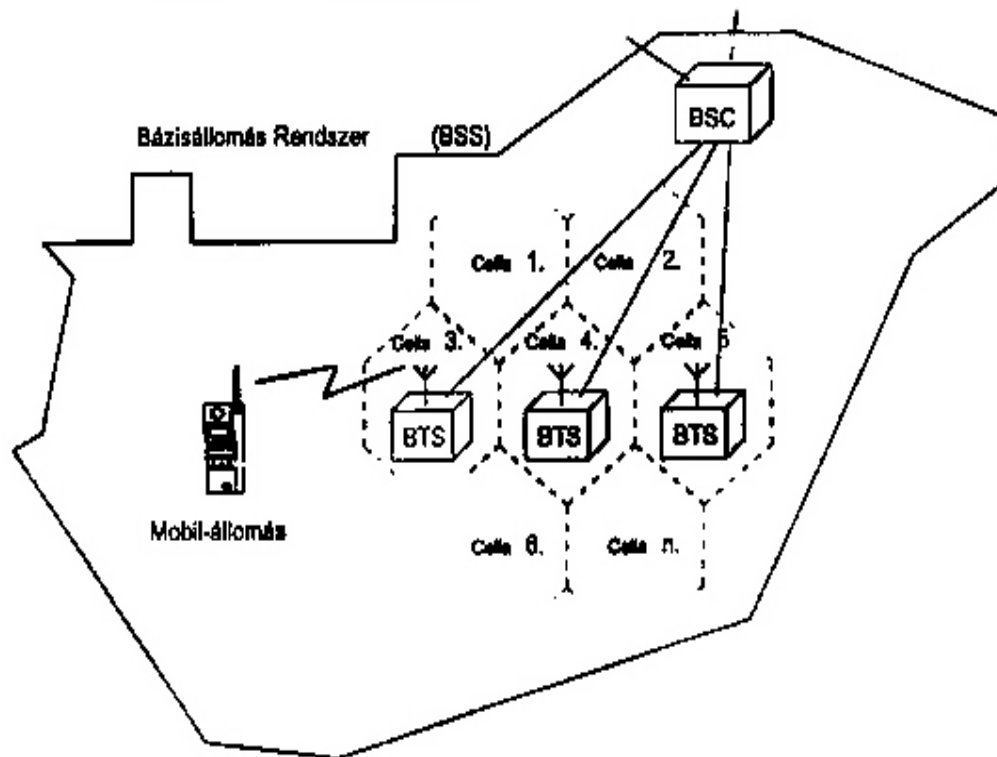 BSC
Bázisállomás Rendszer (BSS)
Cella 1. Cella 2.
Cella 3. Cella 4. Cella 5
BTS BTS BTS
Mobil-állomás
Cella 6. Cella n.